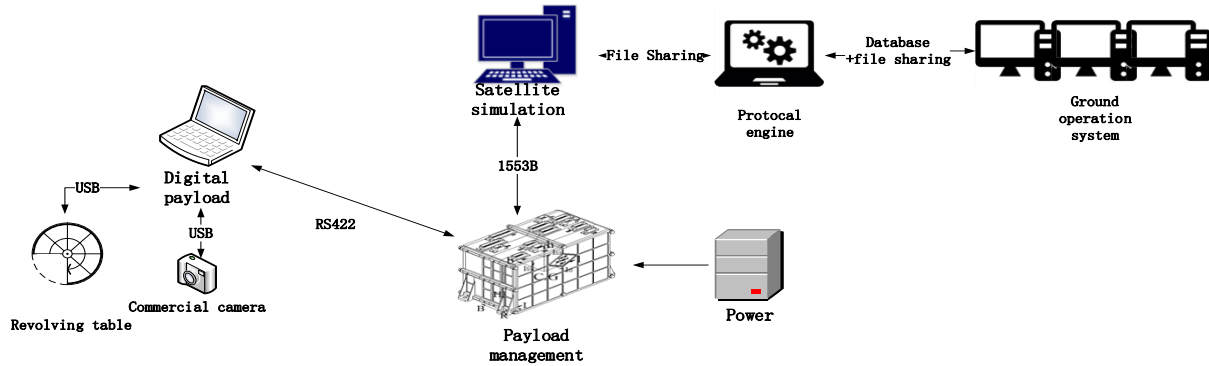 Satellite
simulation
File Sharing
Protocal
engine
Database
+file sharing
Ground
operation
system
Digital
payload
USB
USB
Revolving table
Commercial camera
RS422
1553B
Payload
management
Power